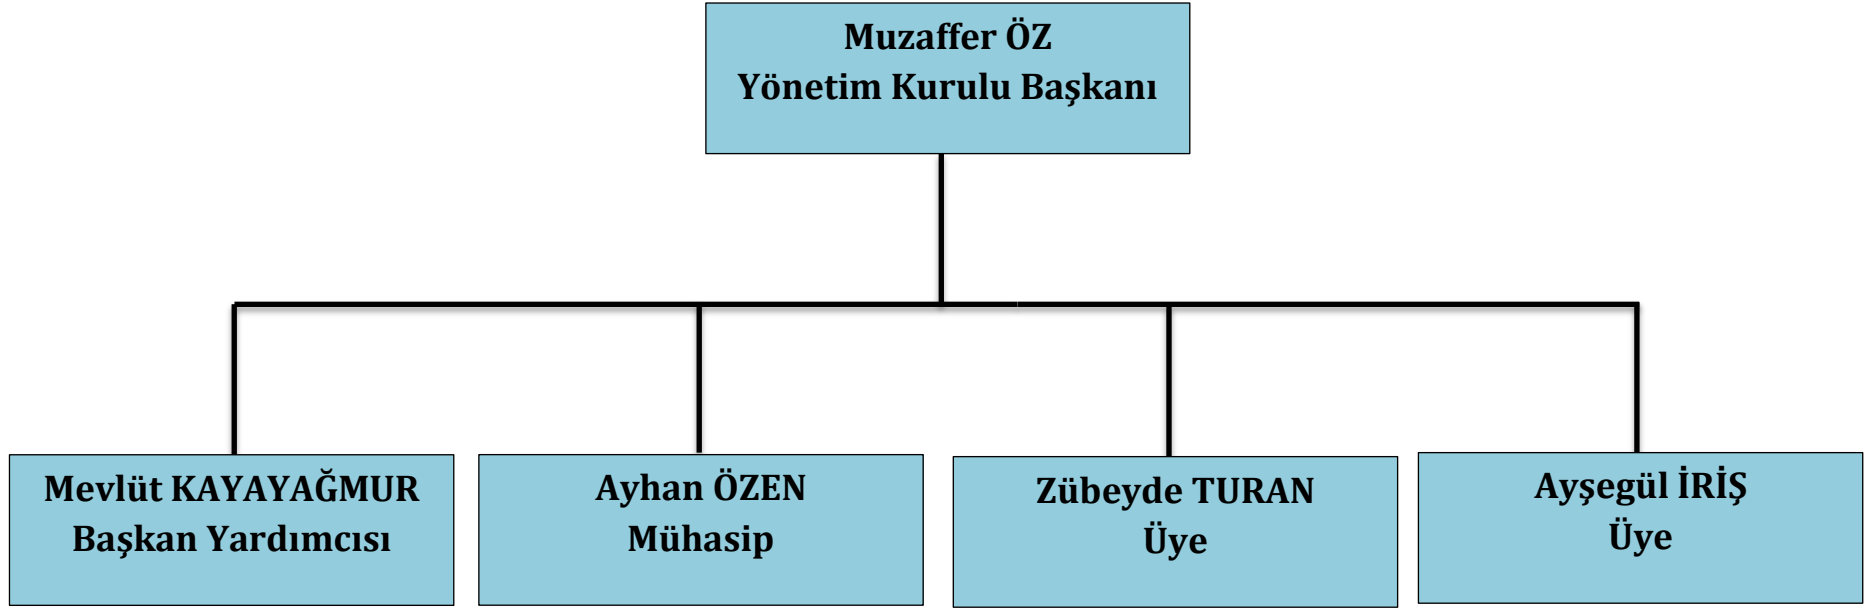 Muzaffer ÖZ
Yönetim Kurulu Başkanı
Mevlüt KAYAYAĞMUR
Başkan Yardımcısı
Ayhan ÖZEN
Mühasip
Zübeyde TURAN
Üye
Ayşegül İRİŞ
Üye